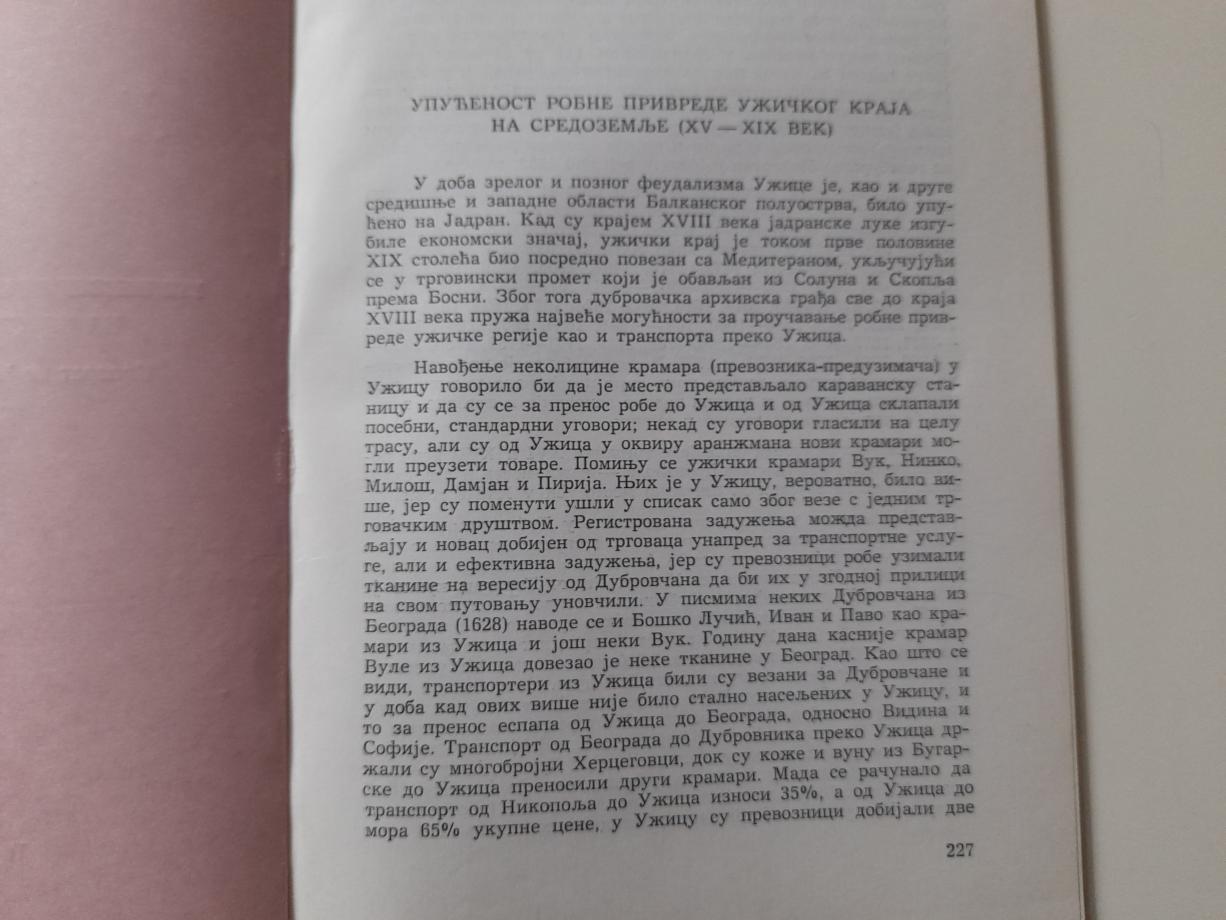 УПУЋЕНОСТ РОБНЕ ПРИВРЕДЕ УЖИЧКОГ КРАЈА
НА СРЕДОЗЕМЉЕ (XV — XIX ВЕК)
У доба зрелог и позног феудализма Ужице је, као и друге
средишње и западне области Балканског полуострва, било упу-
ћено на Јадран. Кад су крајем XVIII века јадранске луке изгу-
биле економски значај, ужички крај је током прве половине
XIX столећа био посредно повезан са Медитераном, укључујући
се у трговински промет који је обављан из Солуна и Скопља
према Босни. Због тога дубровачка архивска грађа све до краја
XVIII века пружа највеће могућности за проучавање робне прив-
реде ужичке регије као и транспорта преко Ужица.
Навођење неколицине крамара (превозника-предузимача) у
Ужицу говорило би да је место представљало караванску ста-
ницу и да су се за пренос робе до Ужица и од Ужица склапали
посебни, стандардни уговори; некад су уговори гласили на целу
трасу, али су од Ужица у оквиру аранжмана нови крамари мо-
гли преузети товаре. Помињу се ужички крамари Вук, Нинко,
Милош, Дамјан и Пирија. Њих је у Ужицу, вероватно, било ви-
ше, јер су поменути ушли у списак само због везе с једним тр-
говачким друштвом. Регистрована задужења можда представ-
љају и новац добијен од трговаца унапред за транспортне услу-
ге, али и ефективна задужења, јер су превозници робе узимали
тканине на вересију од Дубровчана да би их у згодној прилици
на свом путовању уновчили. У писмима неких Дубровчана из
Београда (1628) наводе се и Бошко Лучић, Иван и Паво као кра-
мари из Ужица и још неки Вук. Годину дана касније крамар
Вуле из Ужица довезао је неке тканине у Београд. Као што се
види, транспортери из Ужица били су везани за Дубровчане и
у доба кад ових више није било стално насељених у Ужицу, и
то за пренос еспапа од Ужица до Београда, односно Видина и
Софије. Транспорт од Београда до Дубровника преко Ужица др-
жали су многобројни Херцеговци, док су коже и вуну из Бугар-
ске до Ужица преносили други крамари. Мада се рачунало да
транспорт од Никопоља до Ужица износи 35%, а од Ужица до
мора 65% укупне цене, у Ужицу су превозници добијали две
227